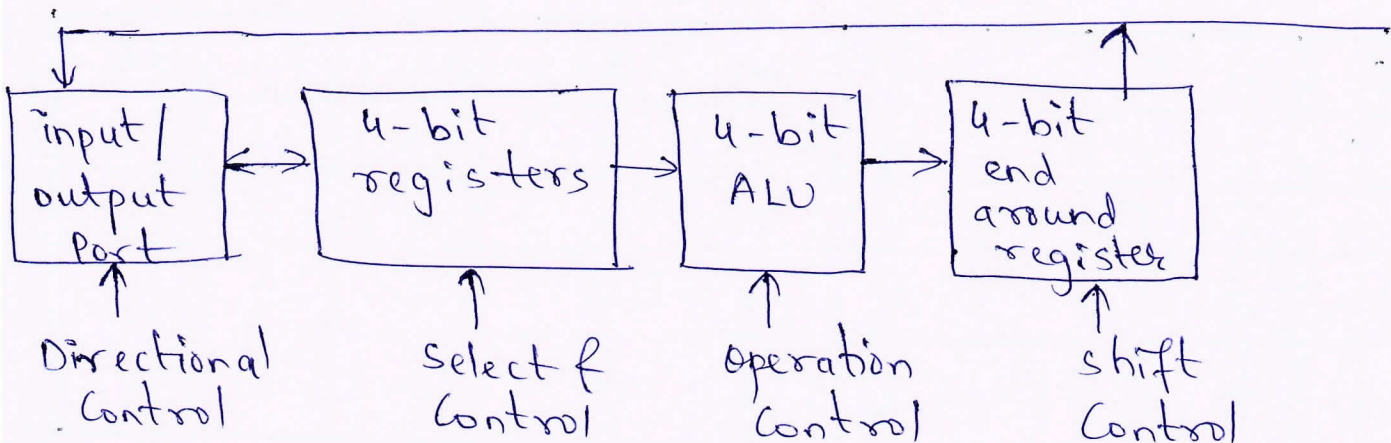 input /
output
Port
4-bit
registers
4-bit
ALU
4-bit
end
around
register
Directional
Control
Select &
Control
Operation
Control
Shift
Control